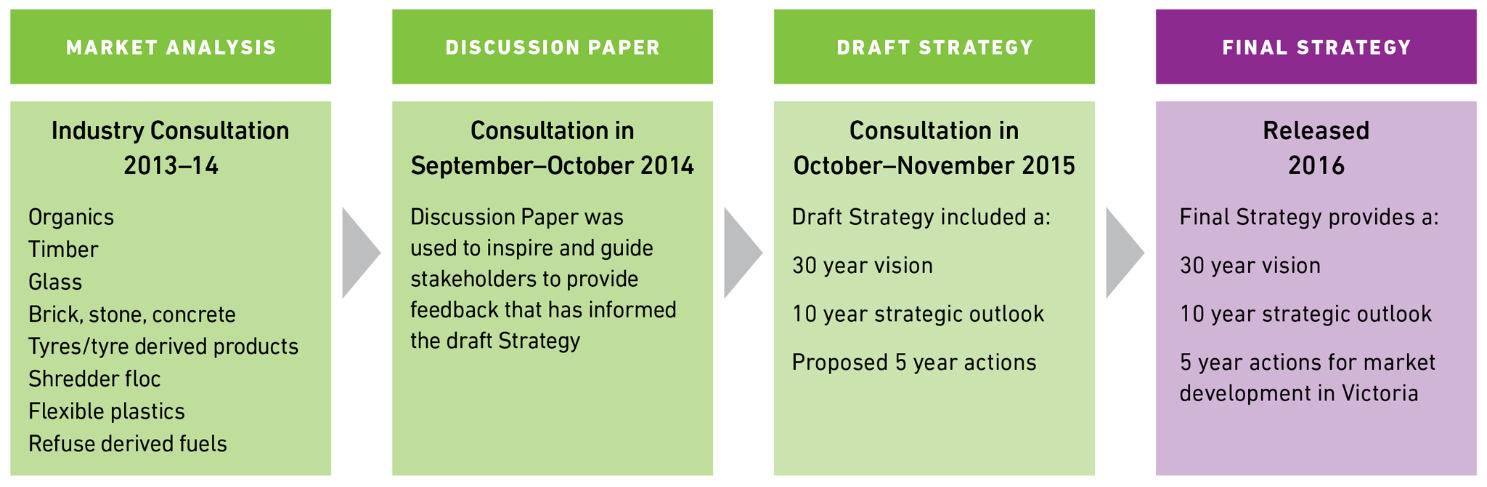 MARKET ANALYSIS
Industry Consultation
2013–14
Organics
Timber
Glass
Brick, stone, concrete
Tyres/tyre derived products
Shredder floc
Flexible plastics
Refuse derived fuels
DISCUSSION PAPER
Consultation in
September–October 2014
Discussion Paper was
used to inspire and guide
stakeholders to provide
feedback that has informed
the draft Strategy
DRAFT STRATEGY
Consultation in
October–November 2015
Draft Strategy included a:
30 year vision
10 year strategic outlook
Proposed 5 year actions
FINAL STRATEGY
Released
2016
Final Strategy provides a:
30 year vision
10 year strategic outlook
5 year actions for market
development in Victoria